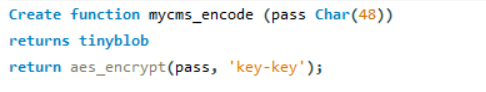 Create function mycms_encode (pass Char(48))
returns tinyblob
return aes_encrypt(pass, 'key-key');